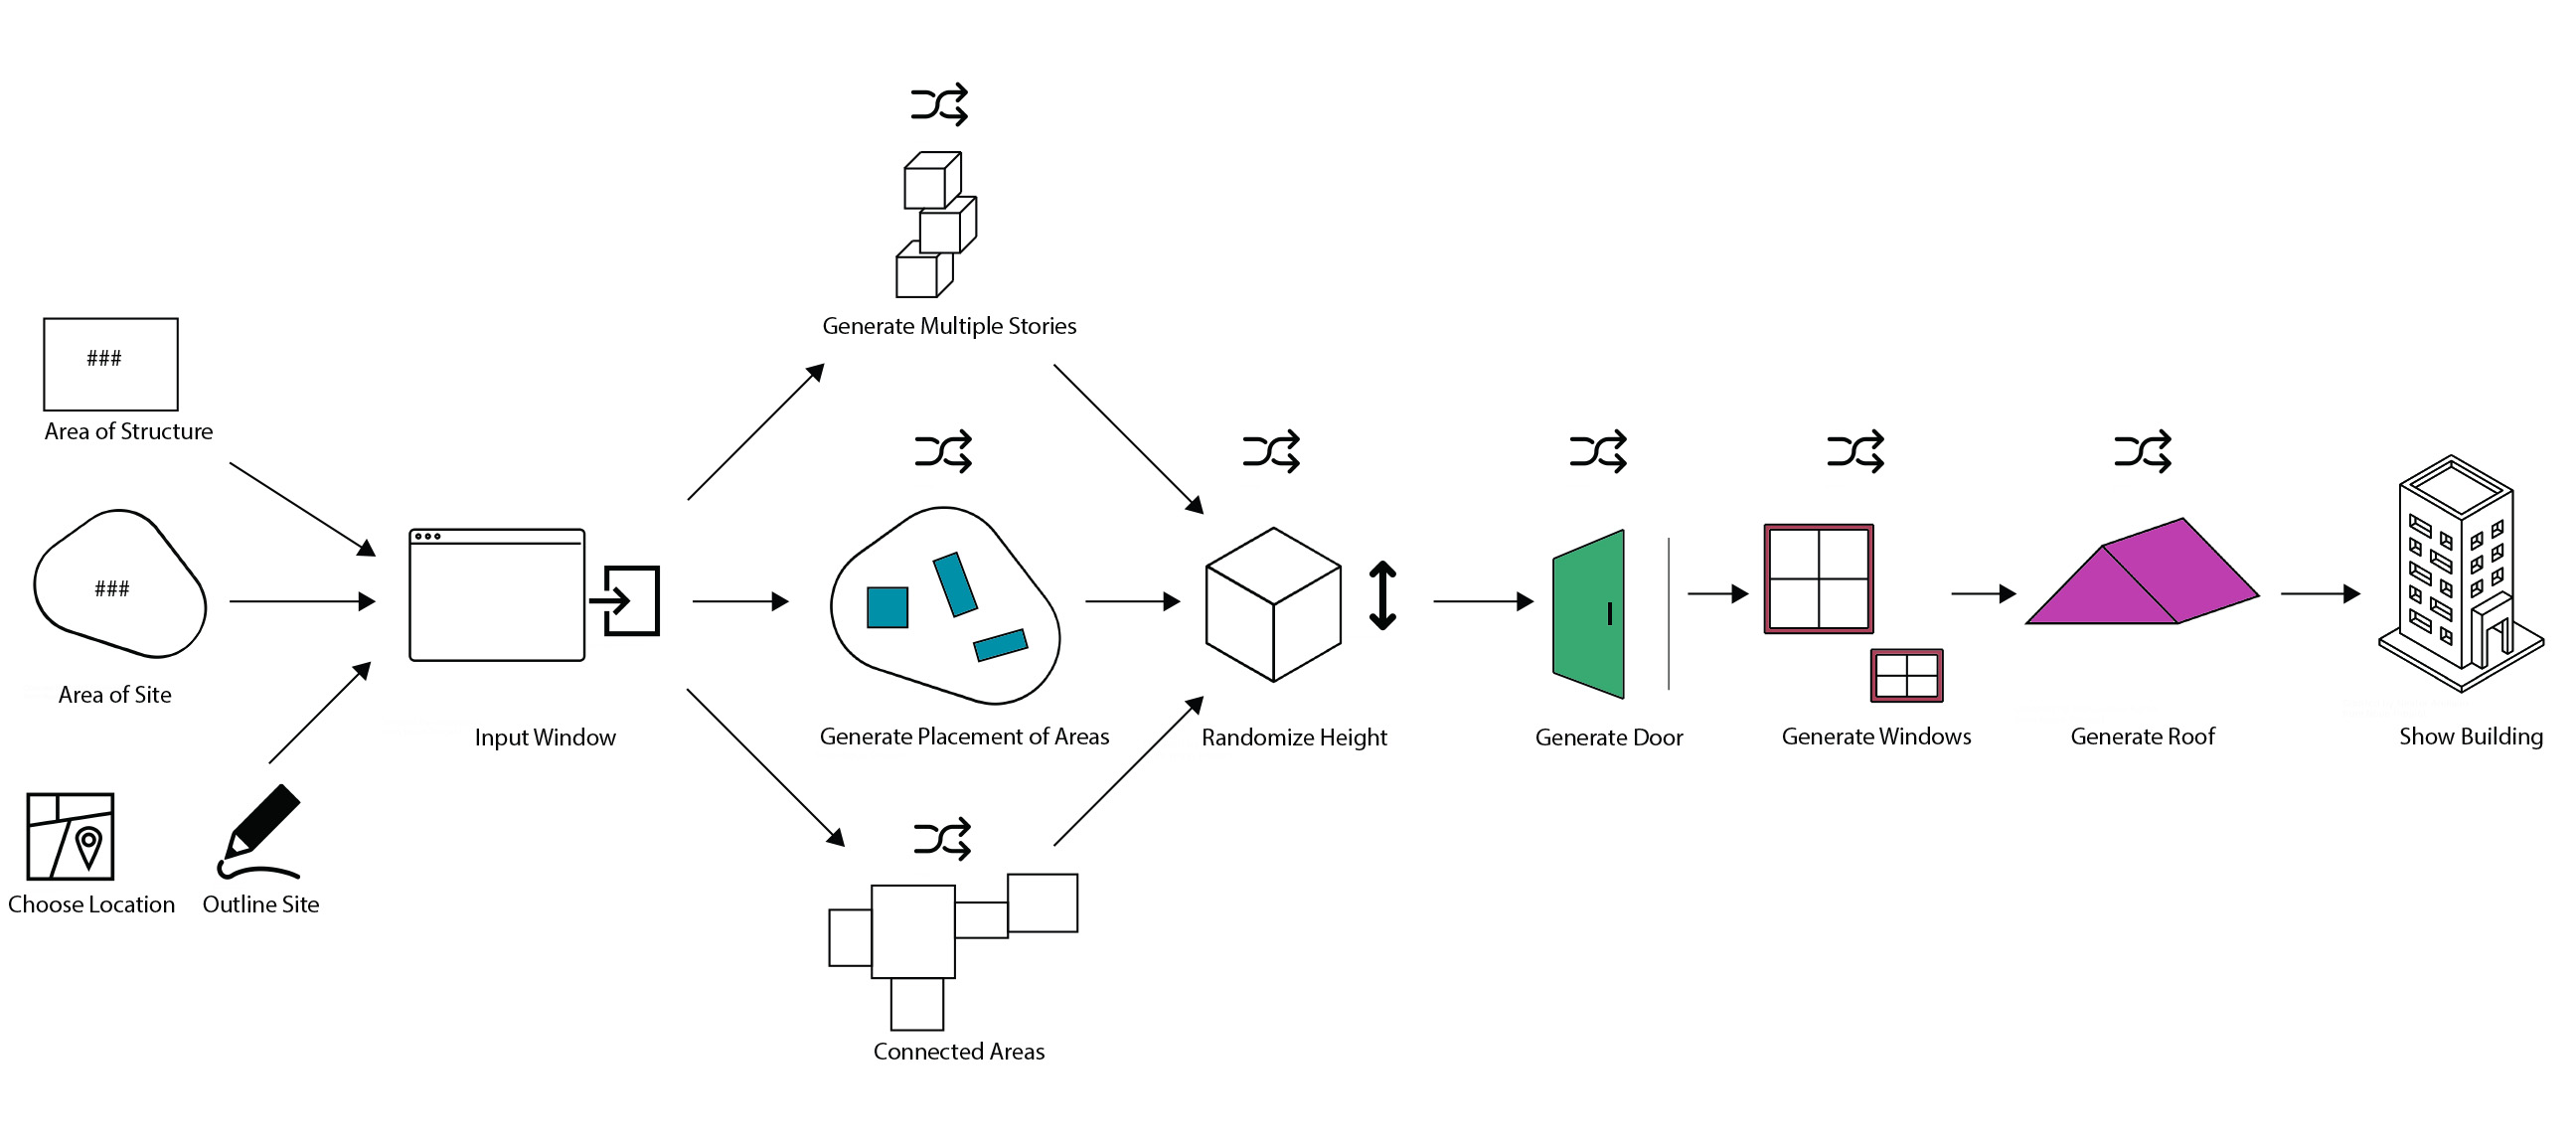 ###
Area of Structure
###
Area of Site
Choose Location
Outline Site
Input Window
Generate Multiple Stories
Generate Placement of Areas
Connected Areas
Randomize Height
Generate Door
Generate Windows
Generate Roof
Show Building